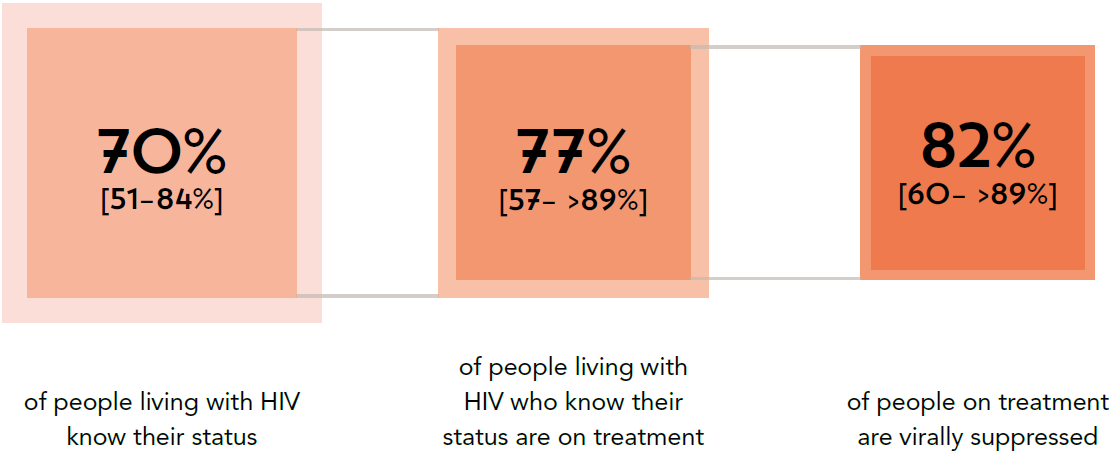 70%
[51–84%]
of people living with HIV
know their status
77%
[57– >89%]
of people living with
HIV who know their
status are on treatment
82%
[60– >89%]
of people on treatment
are virally suppressed